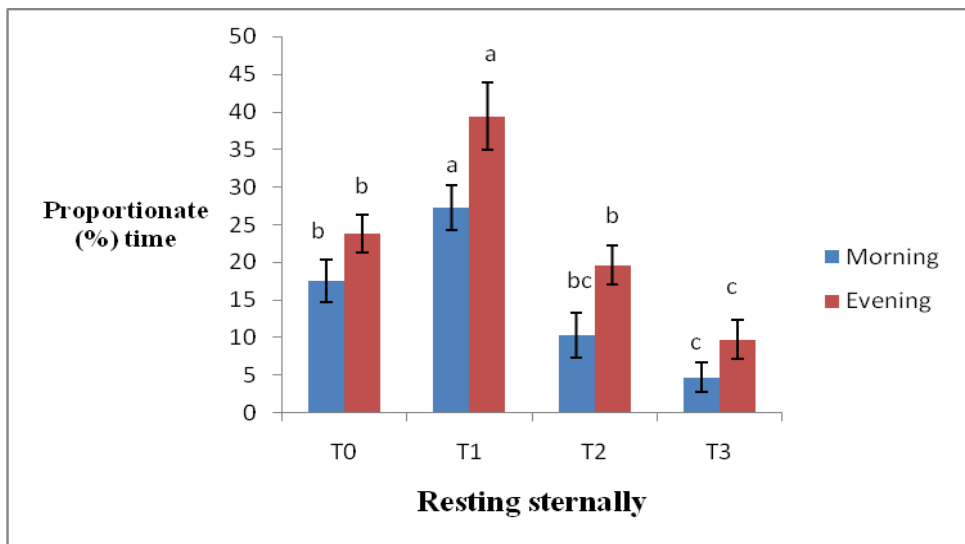 50
45
40
35
30
25
20
15
10
5
0
Proportionate
(%) time
b
b
a
a
bc
b
c
c
T0 T1 T2 T3
Resting sternally
Morning
Evening